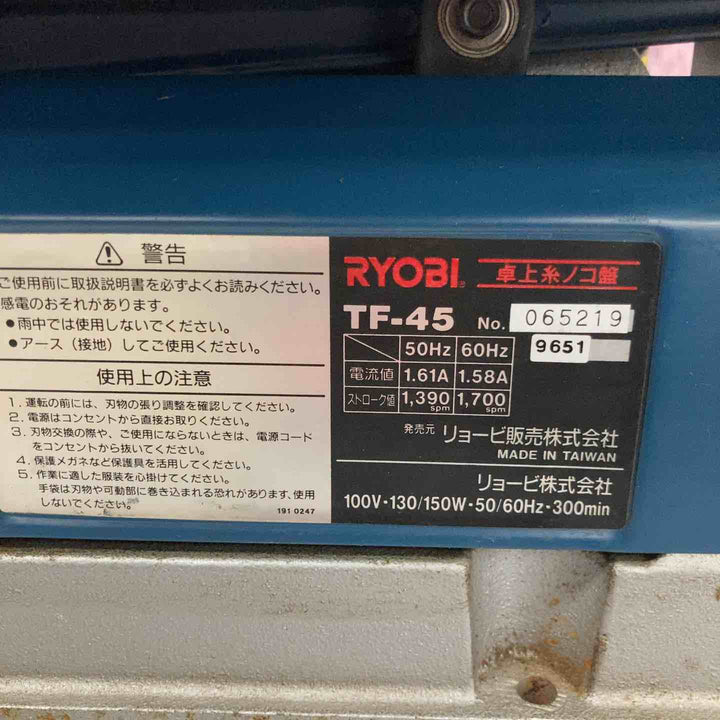 警告
ご使用前に取扱説明書を必ずよくお読みください。
感電のおそれがあります。
●雨中では使用しないでください。
●アース（接地）してご使用ください。
使用上の注意
1. 運転の前には、刃物の張り調整を確認してください。
2. 電源はコンセントから直接お取りください。
3. 刃物交換の際や、ご使用にならないときは、電源コード
をコンセントから抜いてください。
4. 保護メガネなど保護具を活用してください。
5. 作業に適した服装を心掛けてください。
手袋は刃物や可動部に巻き込まれる恐れがあります、使用
しないでください。
191 0247
RYOBI 卓上糸ノコ盤
TF-45 No. 065219
9651
50Hz 60Hz
電流値 1.61A 1.58A
ストローク値 1,390spm 1,700spm
発売元 リョービ販売株式会社
MADE IN TAIWAN
リョービ株式会社
100V・130/150W・50/60Hz・300min